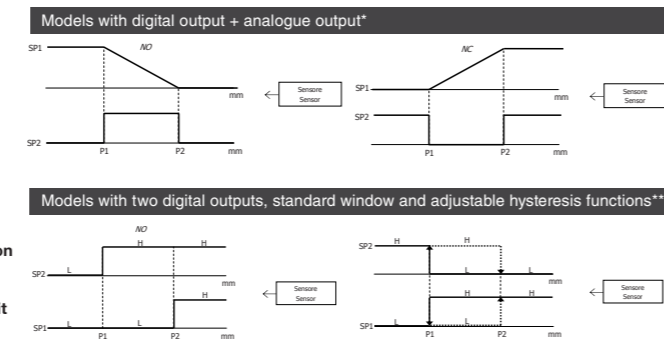 Models with digital output + analogue output*
SP1
NO
mm
Sensore
Sensor
SP2
P1
P2
mm
NC
SP1
mm
Sensore
Sensor
SP2
P1
P2
mm
Models with two digital outputs, standard window and adjustable hysteresis functions**
on
it
NO
H
H
SP2
L
mm
H
Sensore
Sensor
SP1
L
L
P1
P2
mm
SP2
H
H
L
L
mm
H
H
Sensore
Sensor
SP1
L
L
P1
P2
mm